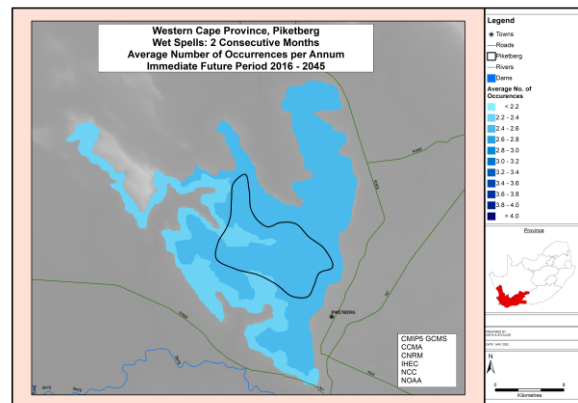 Western Cape Province, Piketberg
Wet Spells: 2 Consecutive Months
Average Number of Occurrences per Annum
Immediate Future Period 2016 - 2045
PIKETBERG
CMIP5 GCMS
CCMA
CNRM
IHEC
NCC
NOAA
Legend
Towns
Roads
Piketberg
Rivers
Dams
Average No. of
Occurences
< 2.2
2.2 - 2.4
2.4 - 2.6
2.6 - 2.8
2.8 - 3.0
3.0 - 3.2
3.2 - 3.4
3.4 - 3.6
3.6 - 3.8
3.8 - 4.0
> 4.0
Province
N
Kilometres